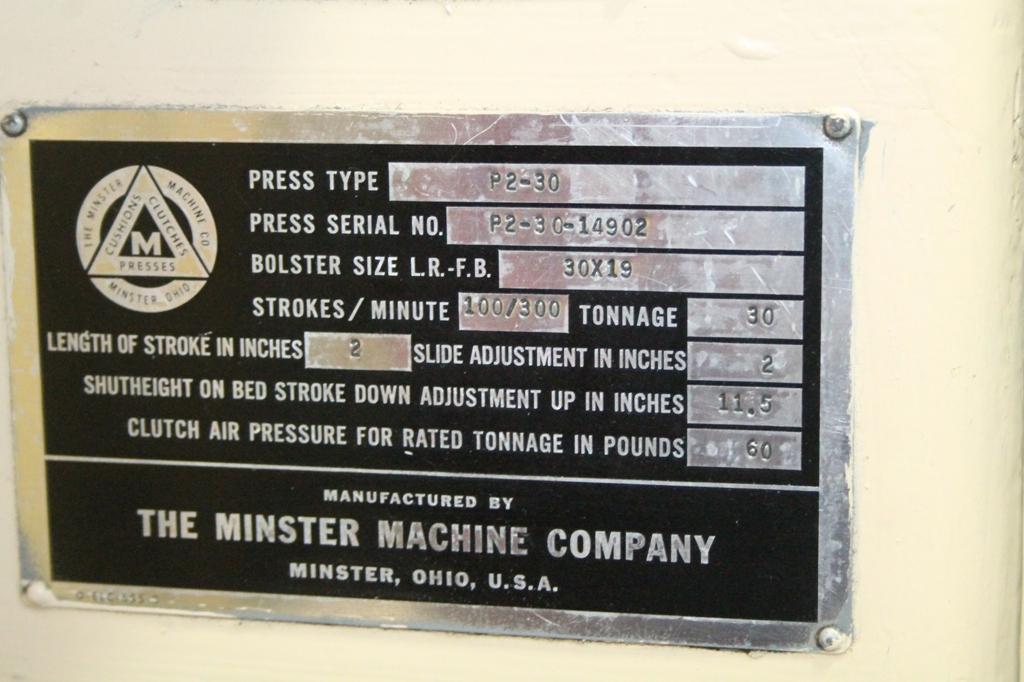 THE MINSTER MACHINE CO
CUSHIONS CLUTCHES
M
PRESSES
MINSTER OHIO
PRESS TYPE P2-30
PRESS SERIAL NO. P2-30-14902
BOLSTER SIZE L.R.-F.B. 30X19
STROKES/MINUTE 100/300 TONNAGE 30
LENGTH OF STROKE IN INCHES 2 SLIDE ADJUSTMENT IN INCHES 2
SHUTHEIGHT ON BED STROKE DOWN ADJUSTMENT UP IN INCHES 11.5
CLUTCH AIR PRESSURE FOR RATED TONNAGE IN POUNDS 60
MANUFACTURED BY
THE MINSTER MACHINE COMPANY
MINSTER, OHIO, U.S.A.